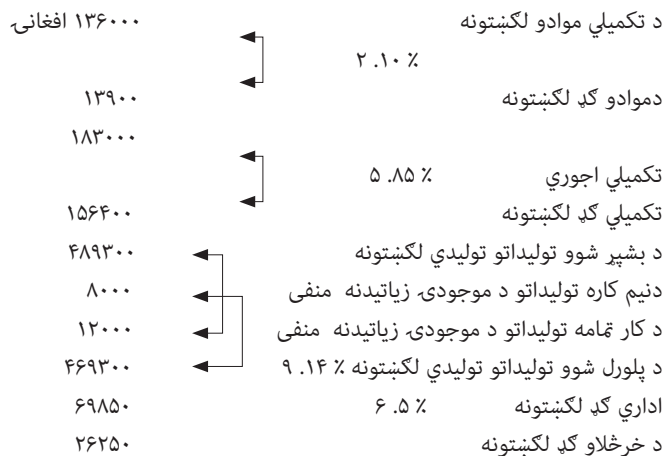 د تکمیلي موادو لګښتونه ۱۳۶۰۰۰ افغانۍ
۲ .۱۰ ٪
دموادو ګډ لګښتونه ۱۳۹۰۰
۱۸۳۰۰۰
تکمیلي اجوري ۵ .۸۵ ٪
تکمیلي ګډ لګښتونه ۱۵۶۴۰۰
د بشپړ شوو تولیداتو تولیدي لګښتونه ۴۸۹۳۰۰
دنیم کاره تولیداتو د موجودۍ زیاتیدنه منفی ۸۰۰۰
د کار تمامه تولیداتو د موجودۍ زیاتیدنه منفی ۱۲۰۰۰
د پلورل شوو تولیداتو تولیدي لګښتونه ٪ ۱۴. ۹ ۴۶۹۳۰۰
اداري ګډ لګښتونه ۶ .۵ ٪ ۶۹۸۵۰
د خرڅلاو ګډ لګښتونه ۲۶۲۵۰